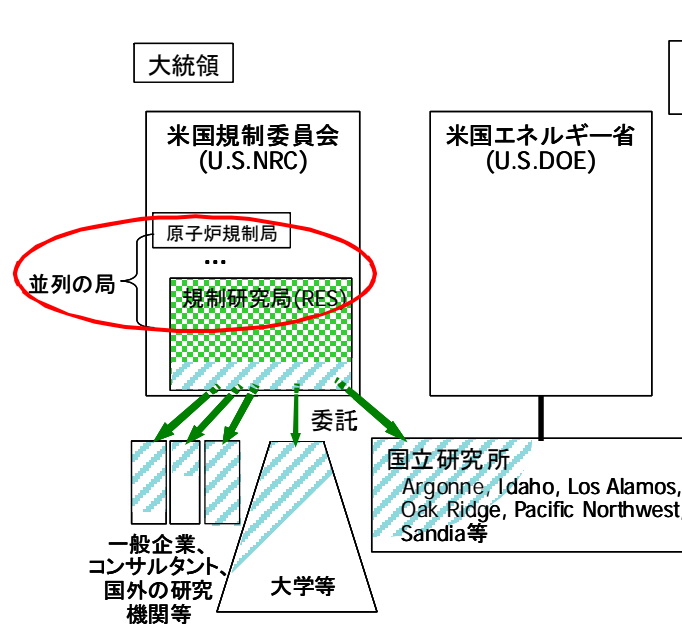 大統領
米国規制委員会
(U.S.NRC)
米国エネルギー省
(U.S.DOE)
原子炉規制局
…
並列の局
規制研究局(RES)
委託
国立研究所
Argonne, Idaho, Los Alamos,
Oak Ridge, Pacific Northwest,
Sandia等
一般企業、
コンサルタント、
国外の研究
機関等
大学等